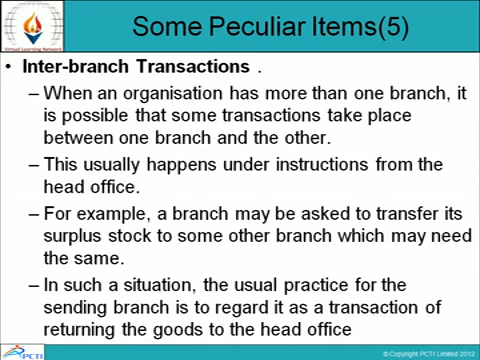 Some Peculiar Items(5)
Virtual Learning Network
• Inter-branch Transactions .
– When an organisation has more than one branch, it
is possible that some transactions take place
between one branch and the other.
– This usually happens under instructions from the
head office.
– For example, a branch may be asked to transfer its
surplus stock to some other branch which may need
the same.
– In such a situation, the usual practice for the
sending branch is to regard it as a transaction of
returning the goods to the head office
PCTI
© Copyright PCTI Limited 2012